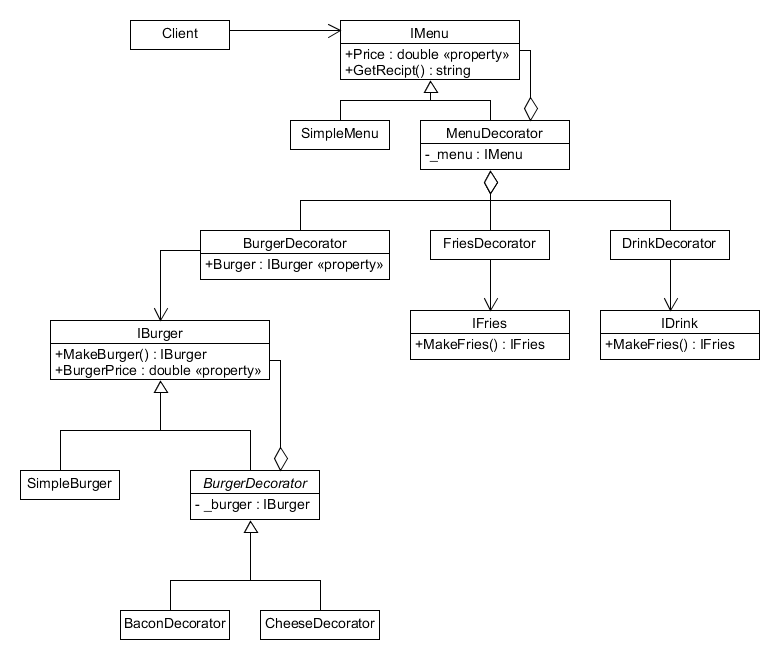 Client
IMenu
+Price : double «property»
+GetRecipt() : string
SimpleMenu
MenuDecorator
-_menu : IMenu
BurgerDecorator
+Burger : IBurger «property»
FriesDecorator
DrinkDecorator
IBurger
+MakeBurger() : IBurger
+BurgerPrice : double «property»
IFries
+MakeFries() : IFries
IDrink
+MakeFries() : IFries
SimpleBurger
BurgerDecorator
- _burger : IBurger
BaconDecorator
CheeseDecorator